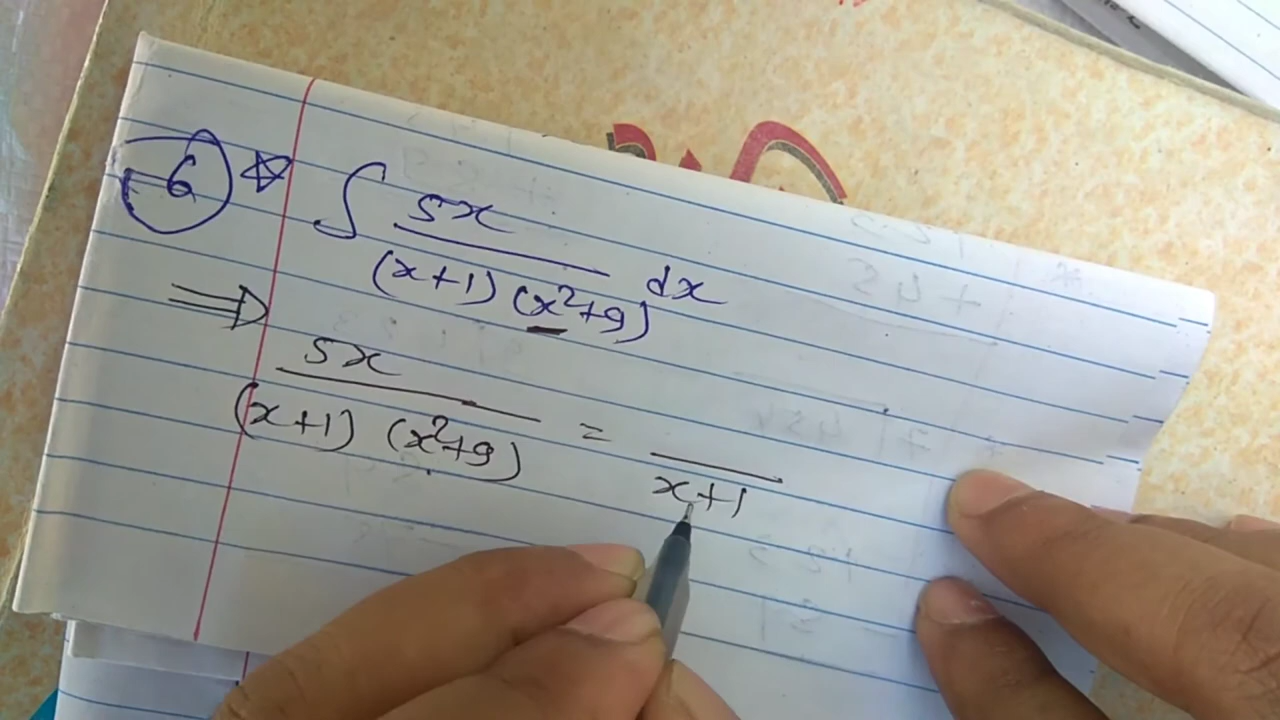 6 ☆ ∫ 5x / (x+1) (x²+9) dx
⇒ 5x / (x+1) (x²+9) = / x+1